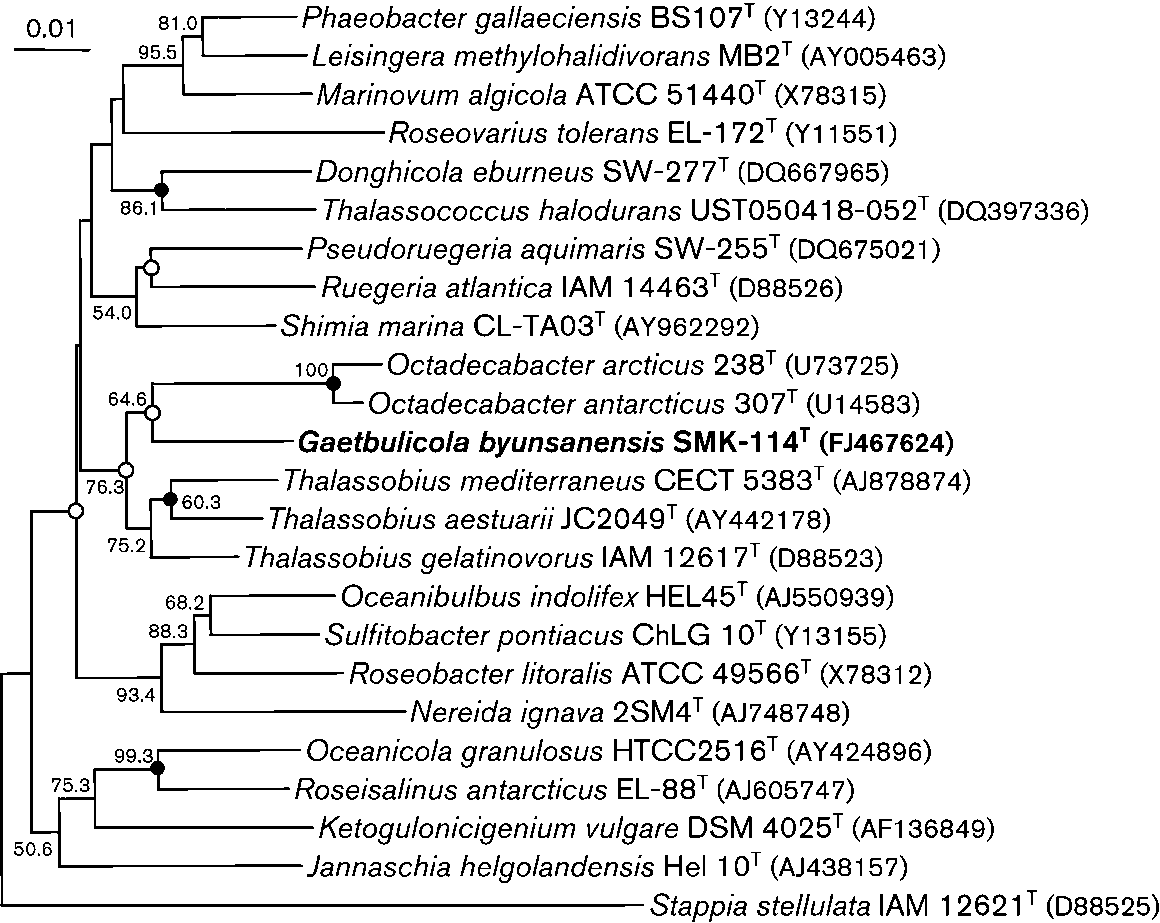 0.01
81.0
Phaeobacter gallaeciensis BS107ᵀ (Y13244)
95.5
Leisingera methylohalidivorans MB2ᵀ (AY005463)
Marinovum algicola ATCC 51440ᵀ (X78315)
Roseovarius tolerans EL-172ᵀ (Y11551)
Donghicola eburneus SW-277ᵀ (DQ667965)
86.1
Thalassococcus halodurans UST050418-052ᵀ (DQ397336)
Pseudoruegeria aquimaris SW-255ᵀ (DQ675021)
Ruegeria atlantica IAM 14463ᵀ (D88526)
54.0
Shimia marina CL-TA03ᵀ (AY962292)
100
Octadecabacter arcticus 238ᵀ (U73725)
64.6
Octadecabacter antarcticus 307ᵀ (U14583)
Gaetbulicola byunsanensis SMK-114ᵀ (FJ467624)
76.3
Thalassobius mediterraneus CECT 5383ᵀ (AJ878874)
60.3
Thalassobius aestuarii JC2049ᵀ (AY442178)
75.2
Thalassobius gelatinovorus IAM 12617ᵀ (D88523)
68.2
Oceanibulbus indolifex HEL45ᵀ (AJ550939)
88.3
Sulfitobacter pontiacus ChLG 10ᵀ (Y13155)
Roseobacter litoralis ATCC 49566ᵀ (X78312)
93.4
Nereida ignava 2SM4ᵀ (AJ748748)
99.3
Oceanicola granulosus HTCC2516ᵀ (AY424896)
75.3
Roseisalinus antarcticus EL-88ᵀ (AJ605747)
Ketogulonicigenium vulgare DSM 4025ᵀ (AF136849)
50.6
Jannaschia helgolandensis Hel 10ᵀ (AJ438157)
Stappia stellulata IAM 12621ᵀ (D88525)